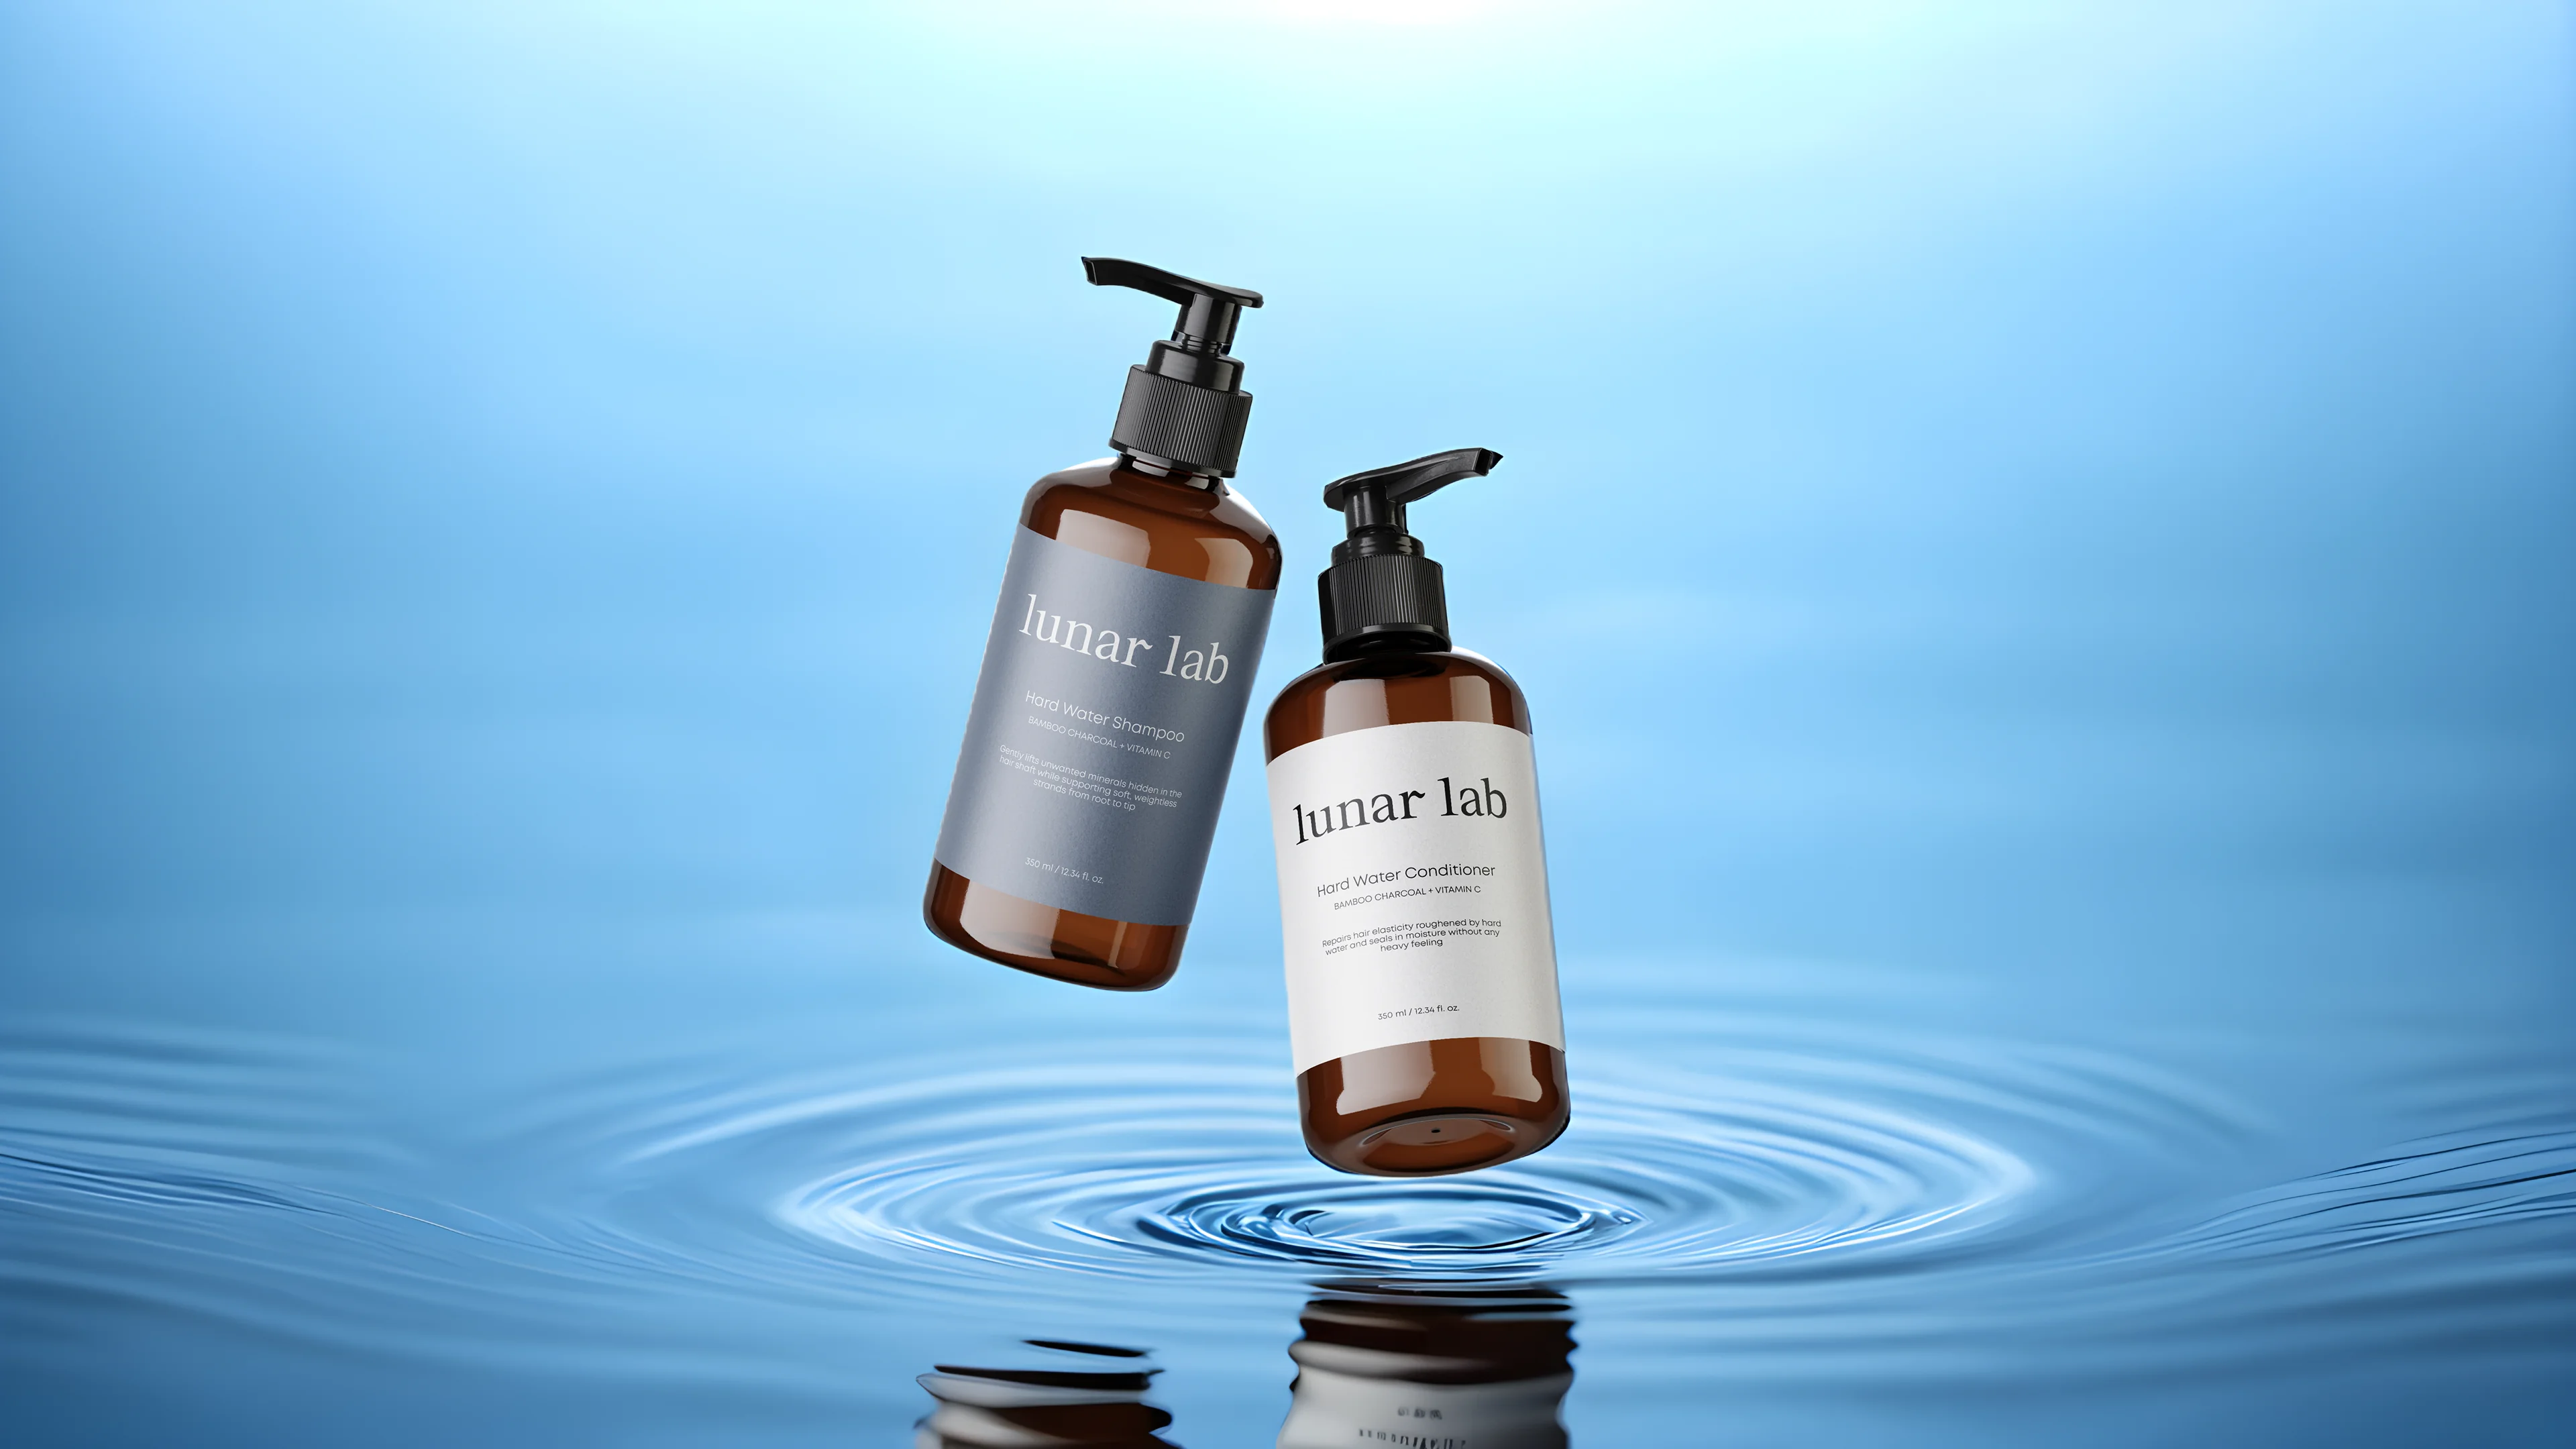 lunar lab
Hard Water Shampoo
BAMBOO CHARCOAL + VITAMIN C
Gently lifts unwanted minerals hidden in the
hair shaft while supporting soft, weightless
strands from root to tip
350 ml / 12.34 fl. oz.
lunar lab
Hard Water Conditioner
BAMBOO CHARCOAL + VITAMIN C
Repairs hair elasticity roughened by hard
water and seals in moisture without any
heavy feeling
350 ml / 12.34 fl. oz.